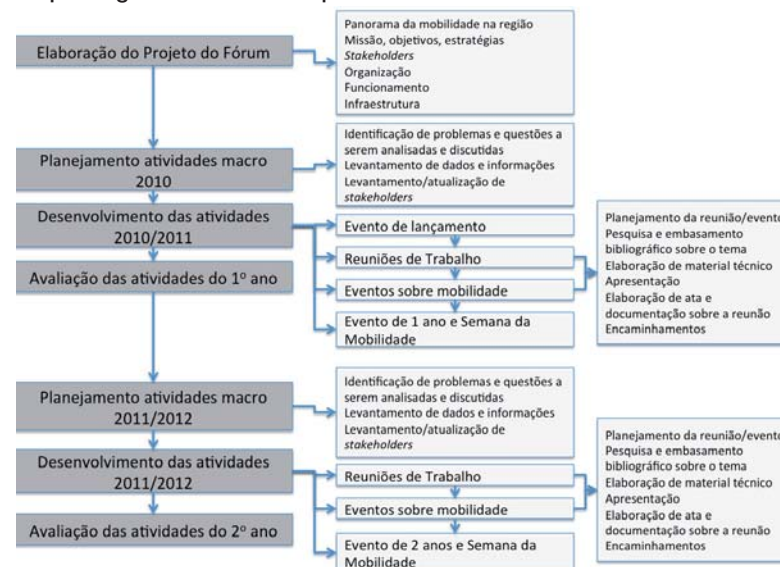 Elaboração do Projeto do Fórum
Panorama da mobilidade na região
Missão, objetivos, estratégias
Stakeholders
Organização
Funcionamento
Infraestrutura
Planejamento atividades macro
2010
Identificação de problemas e questões a
serem analisadas e discutidas
Levantamento de dados e informações
Levantamento/atualização de
stakeholders
Desenvolvimento das atividades
2010/2011
Evento de lançamento
Reuniões de Trabalho
Eventos sobre mobilidade
Evento de 1 ano e Semana da
Mobilidade
Planejamento da reunião/evento
Pesquisa e embasamento
bibliográfico sobre o tema
Elaboração de material técnico
Apresentação
Elaboração de ata e
documentação sobre a reunão
Encaminhamentos
Avaliação das atividades do 1º ano
Planejamento atividades macro
2011/2012
Identificação de problemas e questões a
serem analisadas e discutidas
Levantamento de dados e informações
Levantamento/atualização de
stakeholders
Desenvolvimento das atividades
2011/2012
Reuniões de Trabalho
Eventos sobre mobilidade
Evento de 2 anos e Semana da
Mobilidade
Planejamento da reunião/evento
Pesquisa e embasamento
bibliográfico sobre o tema
Elaboração de material técnico
Apresentação
Elaboração de ata e
documentação sobre a reunão
Encaminhamentos
Avaliação das atividades do 2º ano